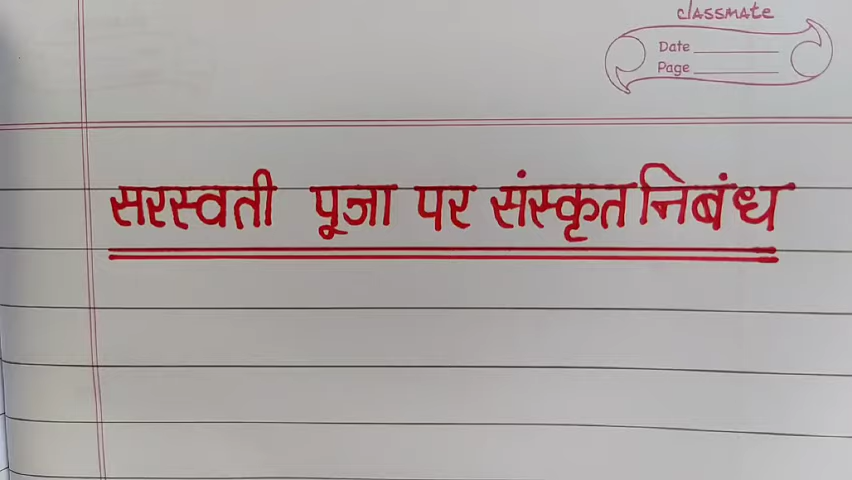 classmate
Date
Page
सरस्वती पूजा पर संस्कृत निबंध